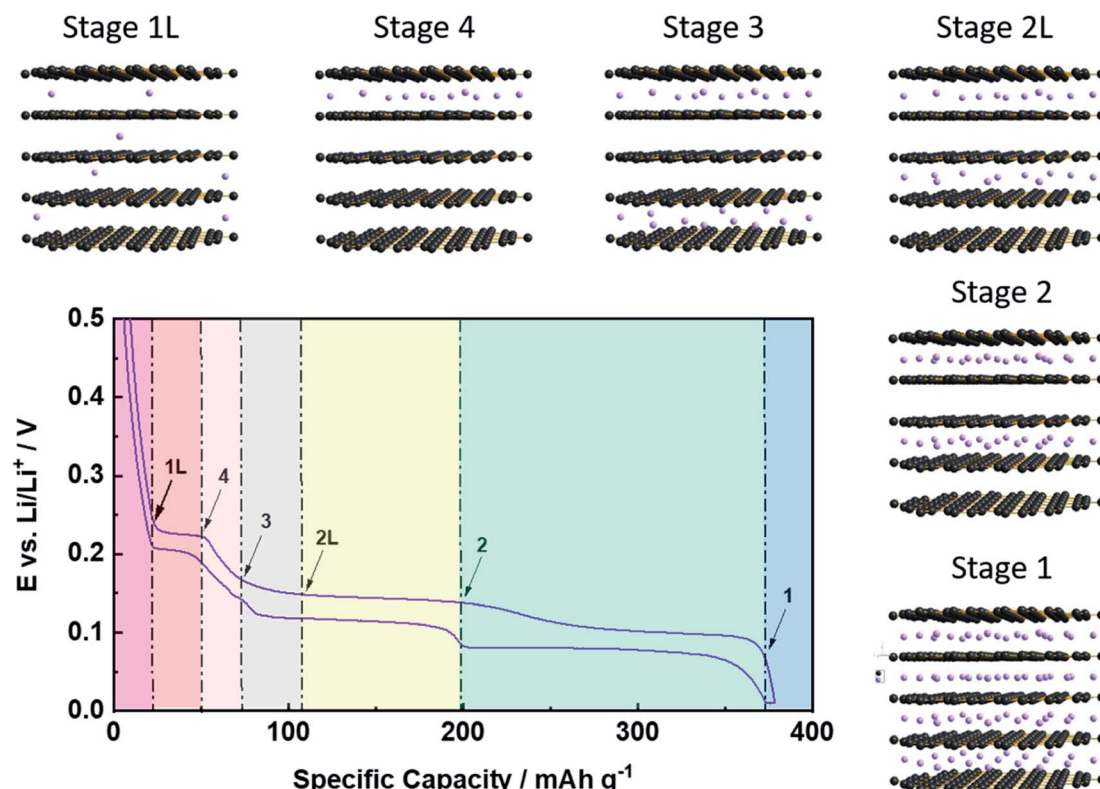 Stage 1L
Stage 4
Stage 3
Stage 2L
Stage 2
Stage 1
0.5
0.4
0.3
0.2
0.1
0.0
E vs. Li/Li⁺ / V
1L
4
3
2L
2
1
0
100
200
300
400
Specific Capacity / mAh g⁻¹